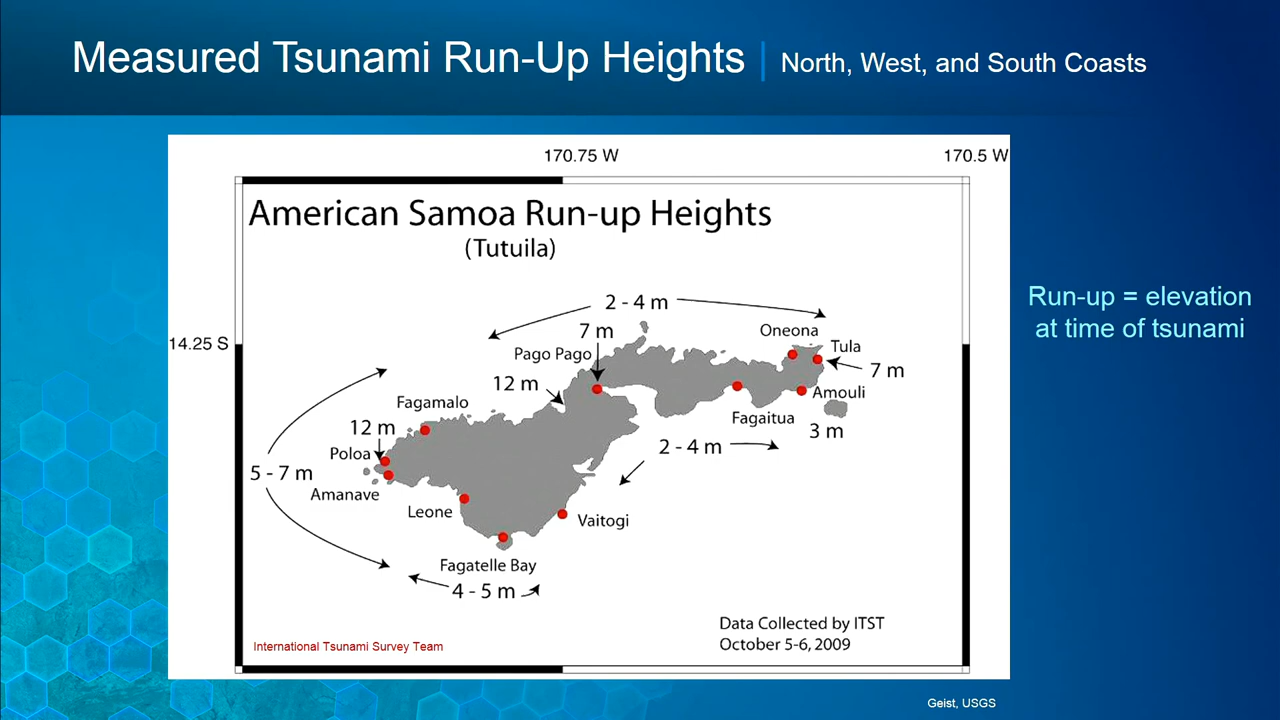 Measured Tsunami Run-Up Heights | North, West, and South Coasts
170.75 W
170.5 W
American Samoa Run-up Heights
(Tutuila)
2 - 4 m
7 m
Oneona
14.25 S
Tula
Pago Pago
7 m
12 m
Amouli
Fagamalo
Fagaitua
12 m
3 m
2 - 4 m
Poloa
5 - 7 m
Amanave
Leone
Vaitogi
Fagatelle Bay
4 - 5 m
Data Collected by ITST
October 5-6, 2009
International Tsunami Survey Team
Run-up = elevation
at time of tsunami
Geist, USGS